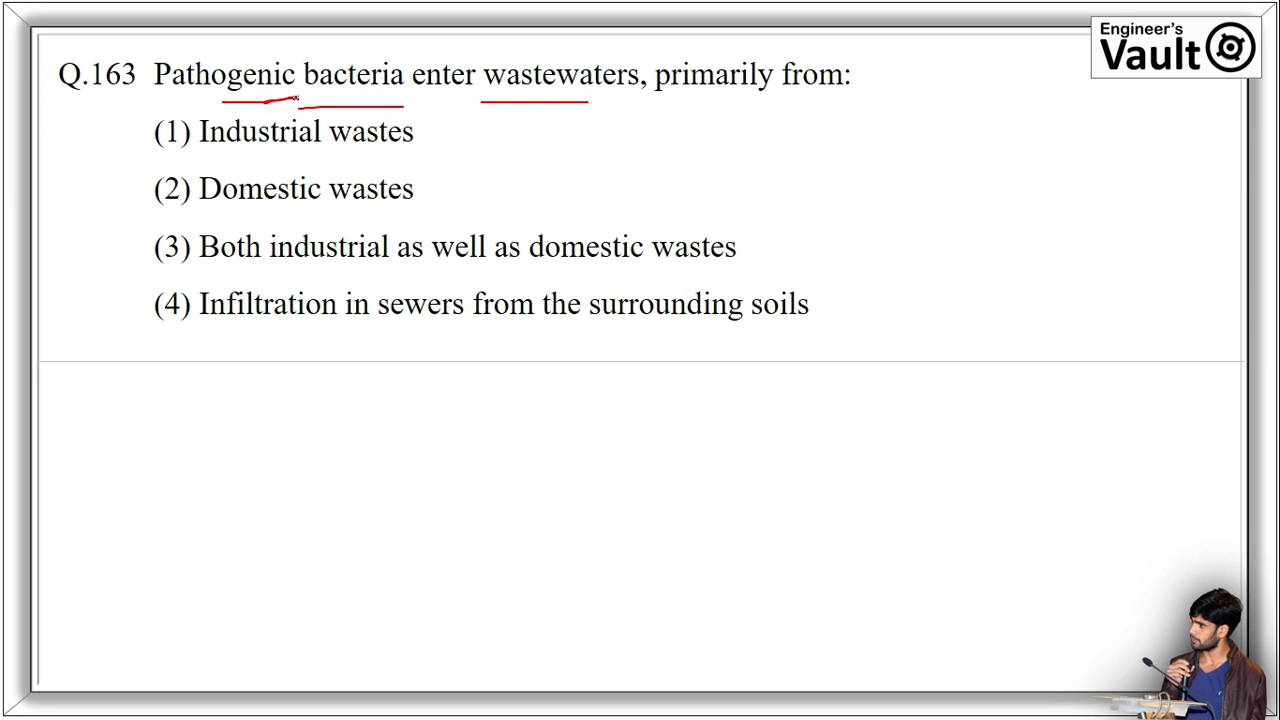 Engineer's
Vault
Q.163 Pathogenic bacteria enter wastewaters, primarily from:
(1) Industrial wastes
(2) Domestic wastes
(3) Both industrial as well as domestic wastes
(4) Infiltration in sewers from the surrounding soils